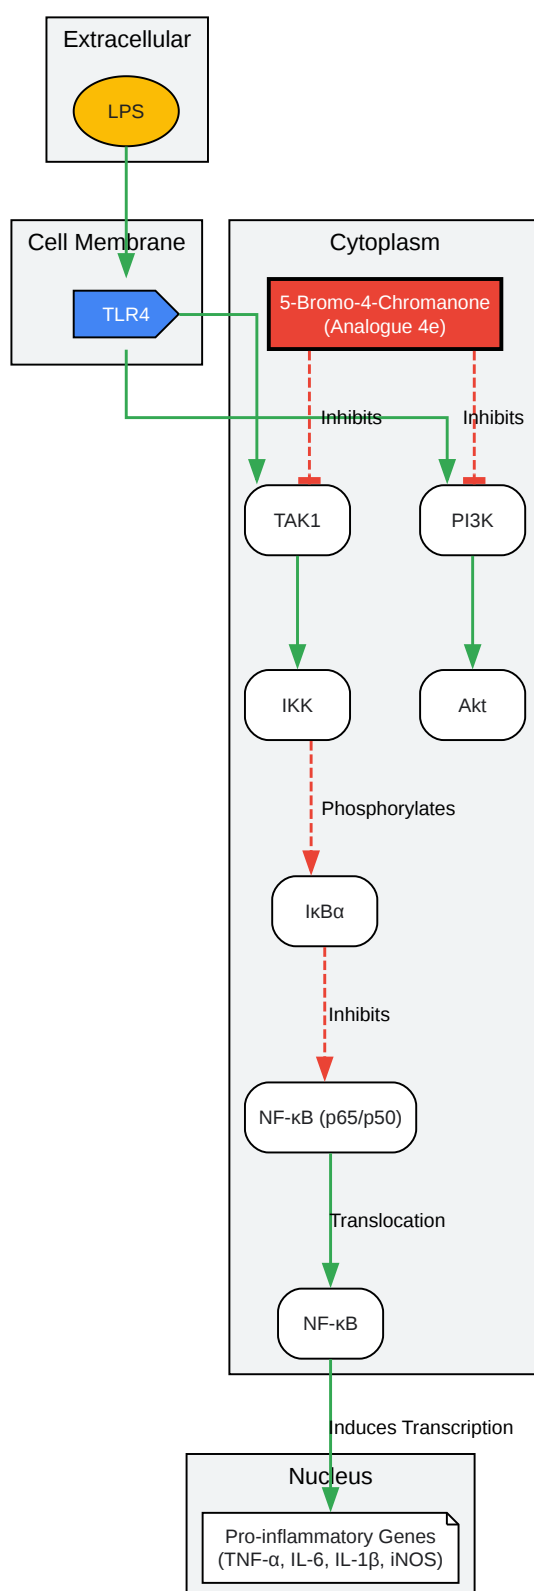 Extracellular
LPS
Cell Membrane
TLR4
Cytoplasm
5-Bromo-4-Chromanone
(Analogue 4e)
Inhibits
Inhibits
TAK1
PI3K
IKK
Akt
Phosphorylates
IκBα
Inhibits
NF-κB (p65/p50)
Translocation
NF-κB
Induces Transcription
Nucleus
Pro-inflammatory Genes
(TNF-α, IL-6, IL-1β, iNOS)